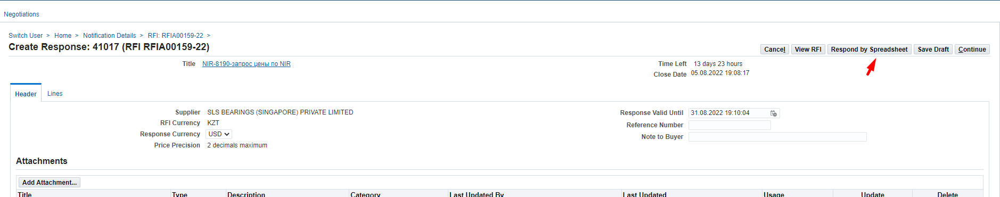 Negotiations
Switch User > Home > Notification Details > RFI: RFIA00159-22 >
Create Response: 41017 (RFI RFIA00159-22)
Cancel View RFI Respond by Spreadsheet Save Draft Continue
Title NIR-8190-запрос цены по NIR
Time Left 13 days 23 hours
Close Date 05.08.2022 19:08:17
Header Lines
Supplier SLS BEARINGS (SINGAPORE) PRIVATE LIMITED
RFI Currency KZT
Response Currency USD
Price Precision 2 decimals maximum
Response Valid Until 31.08.2022 19:10:04
Reference Number
Note to Buyer
Attachments
Add Attachment...
Title Type Description Category Last Updated By Last Updated Usage Update Delete